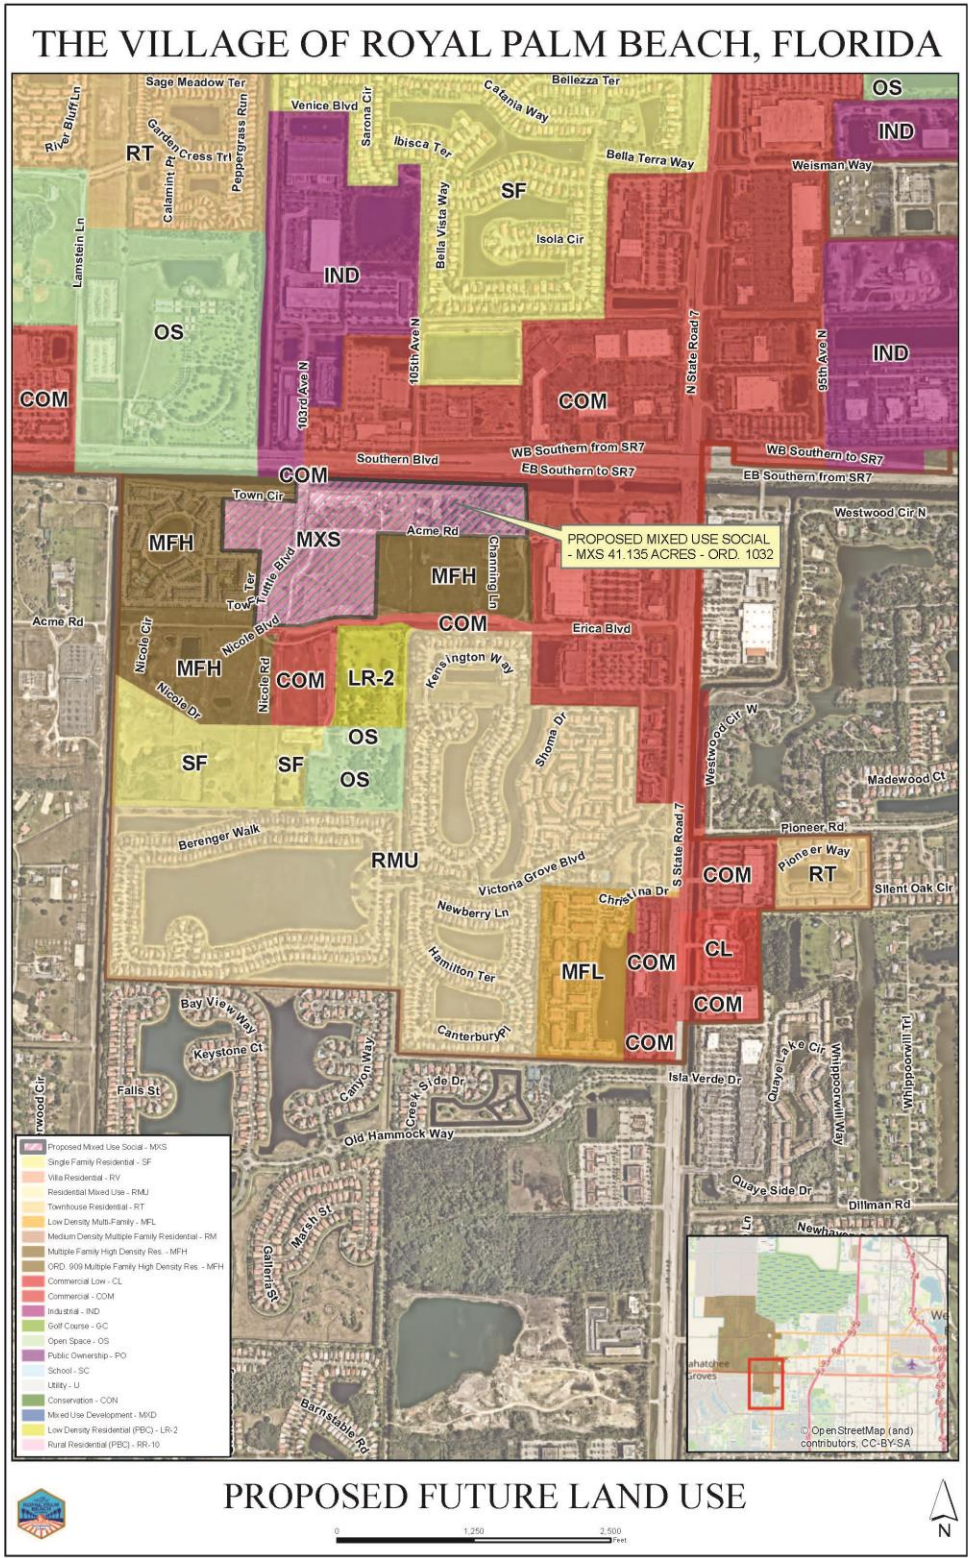 THE VILLAGE OF ROYAL PALM BEACH, FLORIDA
Sage Meadow Ter
Bellezza Ter
River Bluff Ln
Venice Blvd
Sarona Cir
Catania Way
OS
Garden Cress Trl
Peppergrass Run
RT
Calamint Pt
Ibisca Ter
Bella Terra Way
IND
Weisman Way
SF
Bella Vista Way
Isola Cir
Lamstein Ln
IND
OS
N State Road 7
105th Ave N
95th Ave N
IND
103rd Ave N
COM
COM
Southern Blvd
WB Southern from SR7
WB Southern to SR7
EB Southern to SR7
EB Southern from SR7
COM
Town Cir
Westwood Cir N
Acme Rd
MFH
MXS
PROPOSED MIXED USE SOCIAL
- MXS 41.135 ACRES - ORD. 1032
Channing Ln
MFH
Tuttle Blvd
Town Ter
Acme Rd
Nicole Cir
Nicole Blvd
COM
Erica Blvd
MFH
Nicole Rd
COM
LR-2
Kensington Way
Nicole Dr
Westwood Cir W
Shoma Dr
OS
SF
SF
OS
Madewood Ct
S State Road 7
Pioneer Rd
Berenger Walk
RMU
Pioneer Way
Victoria Grove Blvd
COM
RT
Silent Oak Cir
Christina Dr
Newberry Ln
CL
COM
Hamilton Ter
MFL
COM
Canterbury Pl
COM
Bay View Way
Keystone Ct
Canyon Way
Falls St
Creek Side Dr
Isla Verde Dr
Quaye Lake Cir
Whippoorwill Way
Whippoorwill Trl
erwood Cir
Old Hammock Way
Quaye Side Dr
Dillman Rd
Marsh St
Galleria St
Ln
Barnstable Rd
Proposed Mixed Use Social - MXS
Single Family Residential - SF
Villa Residential - RV
Residential Mixed Use - RMU
Townhouse Residential - RT
Low Density Multi-Family - MFL
Medium Density Multiple Family Residential - RM
Multiple Family High Density Res. - MFH
ORD. 909 Multiple Family High Density Res. - MFH
Commercial Low - CL
Commercial - COM
Industrial - IND
Golf Course - GC
Open Space - OS
Public Ownership - PO
School - SC
Utility - U
Conservation - CON
Mixed Use Development - MXD
Low Density Residential (PBC) - LR-2
Rural Residential (PBC) - RR-10
We
ahatchee
Groves
© OpenStreetMap (and)
contributors, CC-BY-SA
PROPOSED FUTURE LAND USE
0 1,250 2,500
Feet
N